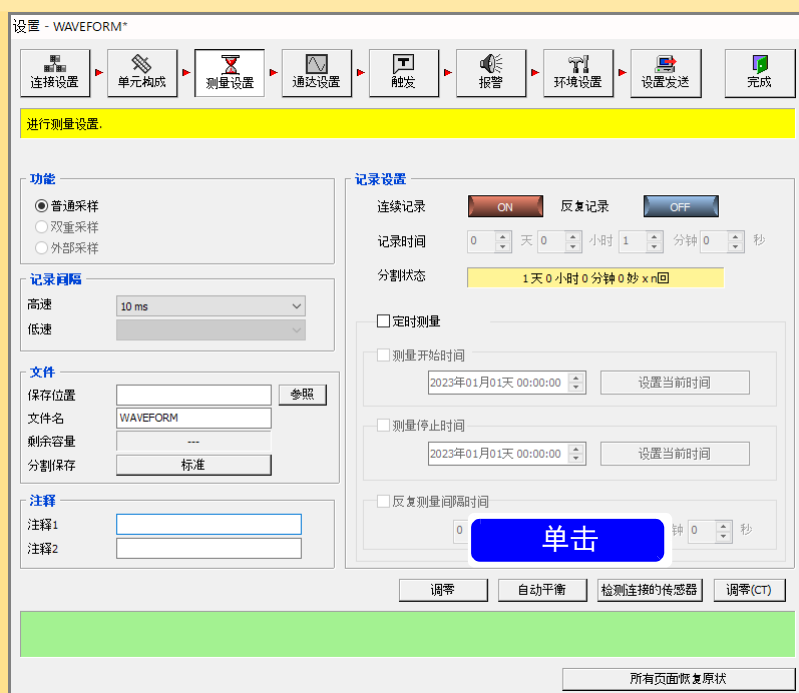 设置 - WAVEFORM*
连接设置 单元构成 测量设置 通达设置 触发 报警 环境设置 设置发送 完成
进行测量设置.
功能
普通采样
双重采样
外部采样
记录间隔
高速 10 ms
低速
文件
保存位置 参照
文件名 WAVEFORM
剩余容量 ---
分割保存 标准
注释
注释1
注释2
记录设置
连续记录 ON 反复记录 OFF
记录时间 0 天 0 小时 1 分钟 0 秒
分割状态 1 天 0 小时 0 分钟 0 妙 x n回
定时测量
测量开始时间
2023年01月01天 00:00:00 设置当前时间
测量停止时间
2023年01月01天 00:00:00 设置当前时间
反复测量间隔时间
0 单击 钟 0 秒
调零 自动平衡 检测连接的传感器 调零(CT)
所有页面恢复原状